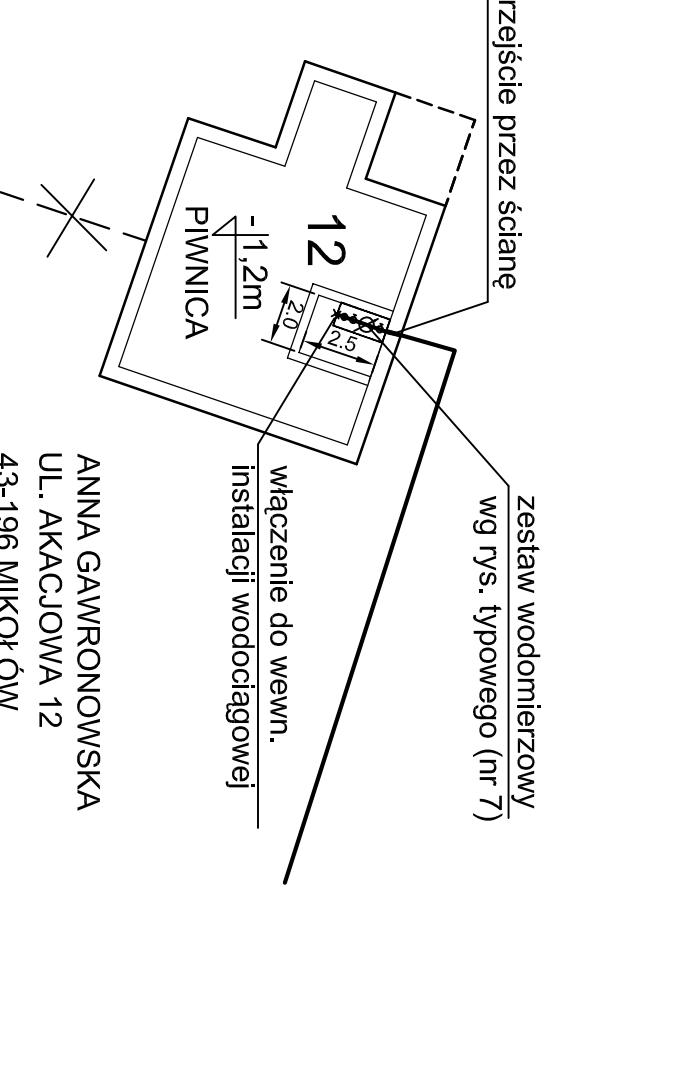 rzejście przez ścianę
zestaw wodomierzowy
wg rys. typowego (nr 7)
12
- 1,2m
PIWNICA
2.0
2.5
włączenie do wewn.
instalacji wodociągowej
ANNA GAWRONOWSKA
UL. AKACJOWA 12
43-196 MIKOŁÓW